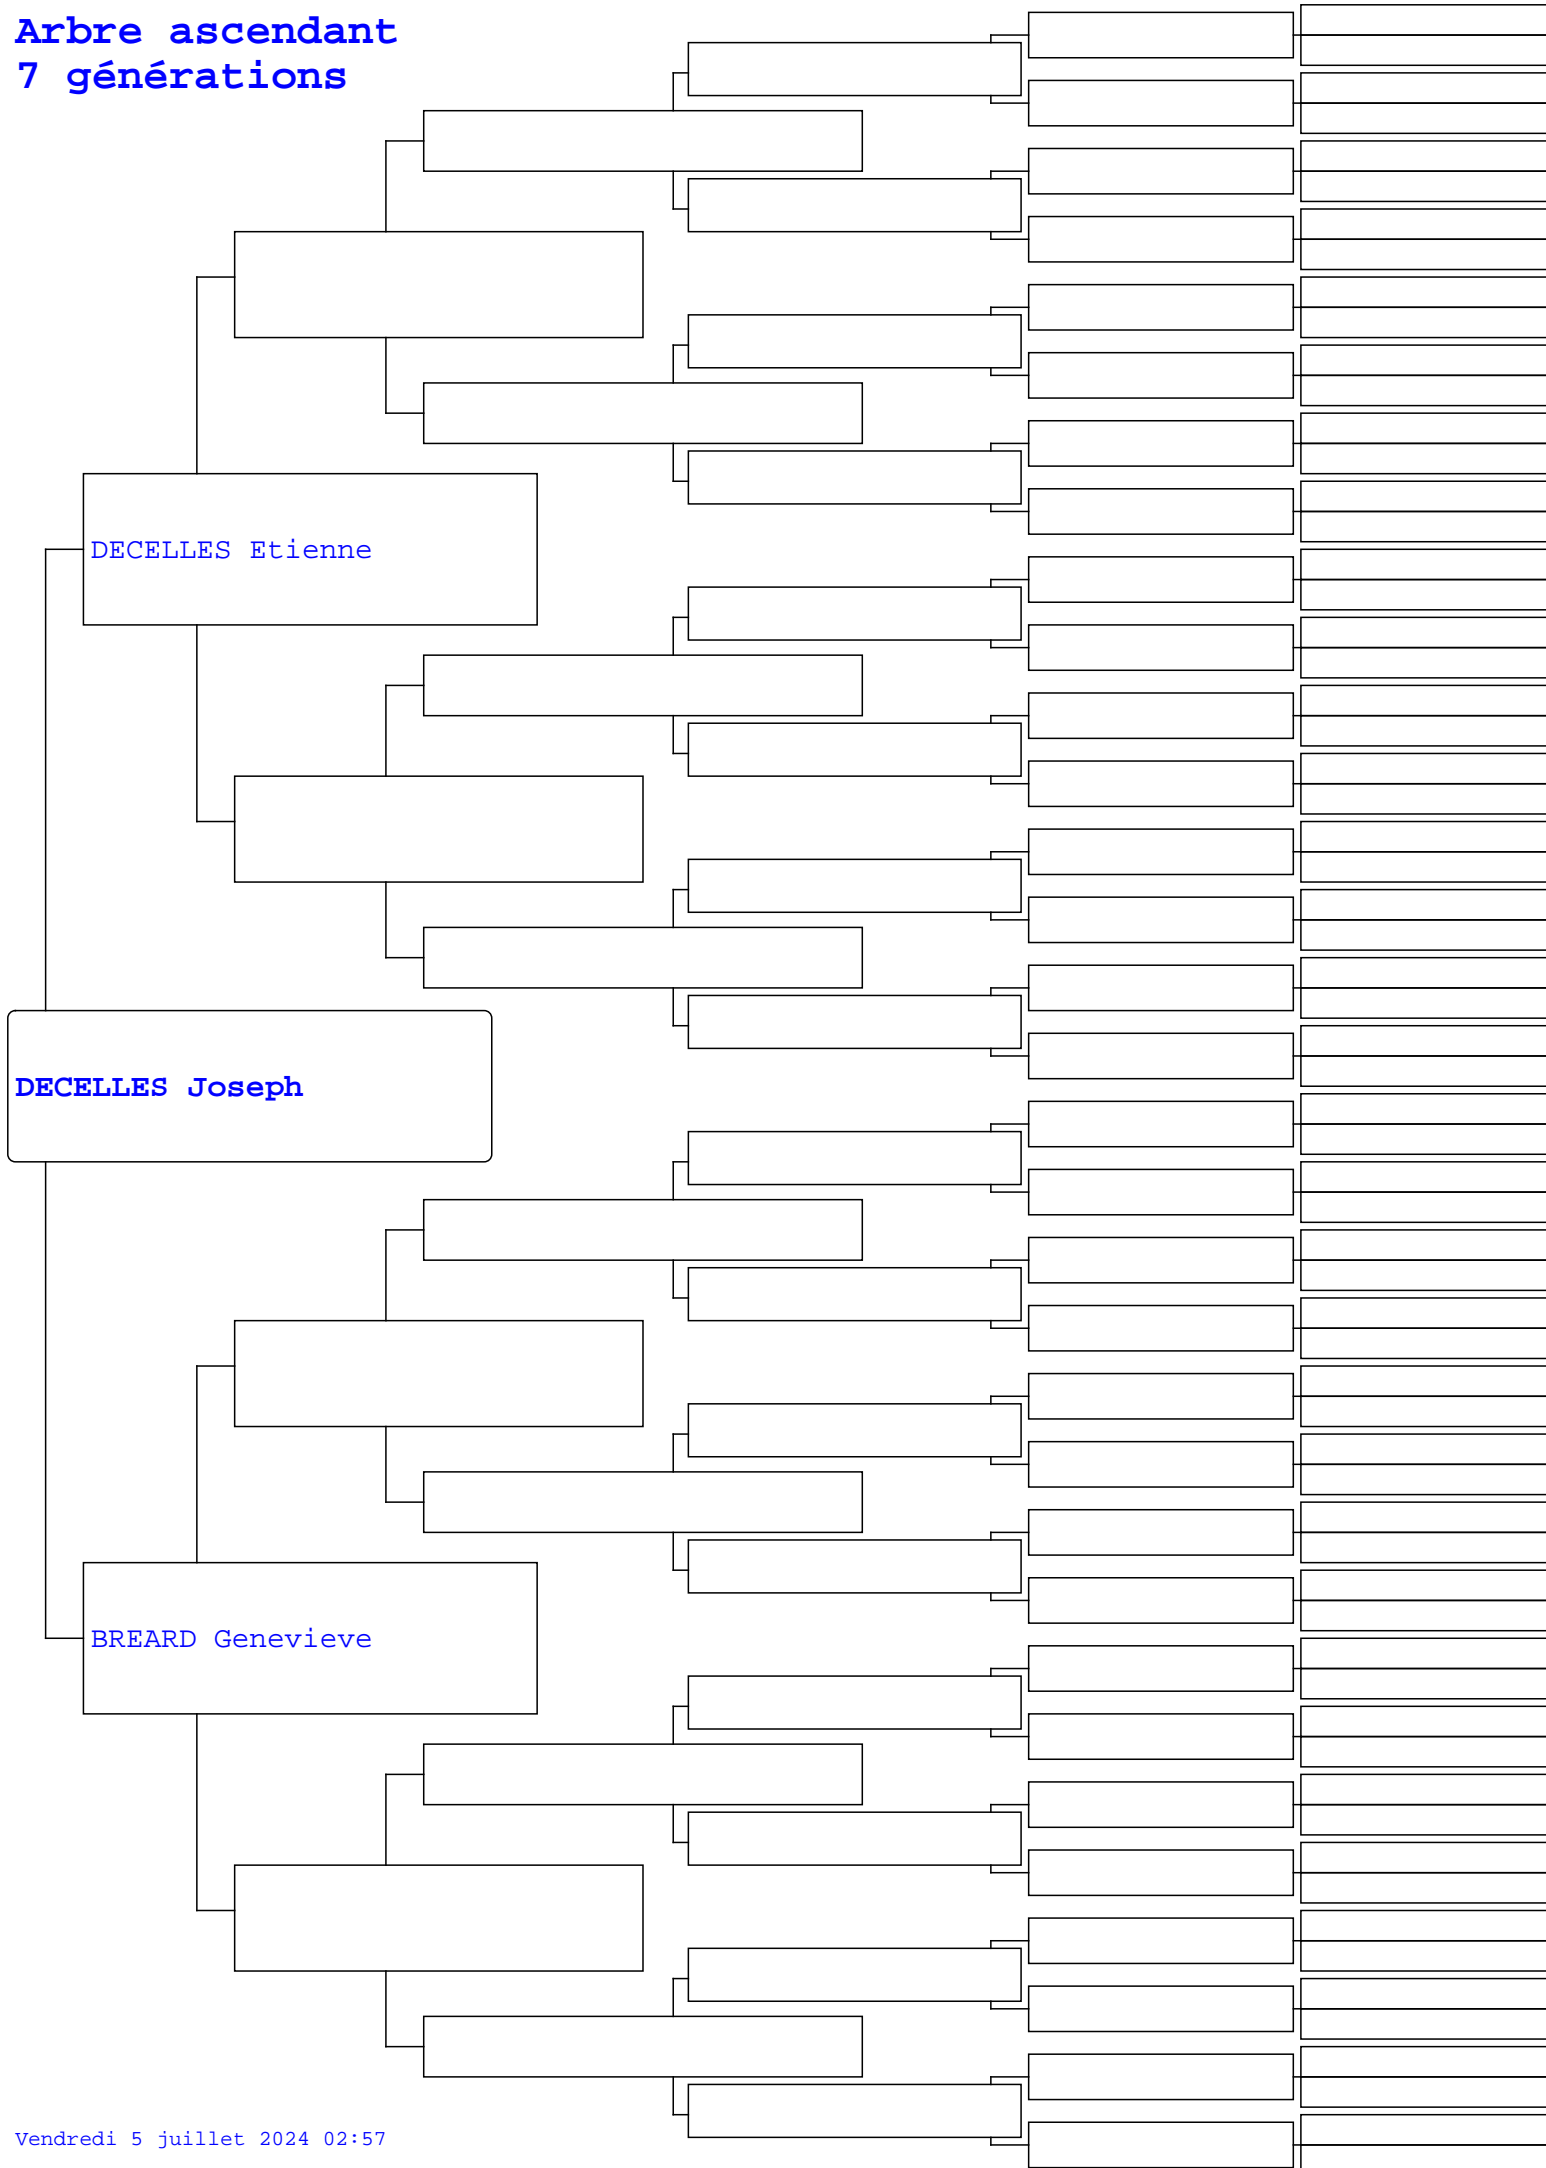 Arbre ascendant
7 générations
DECELLES Etienne
DECELLES Joseph
BREARD Genevieve
Vendredi 5 juillet 2024 02:57